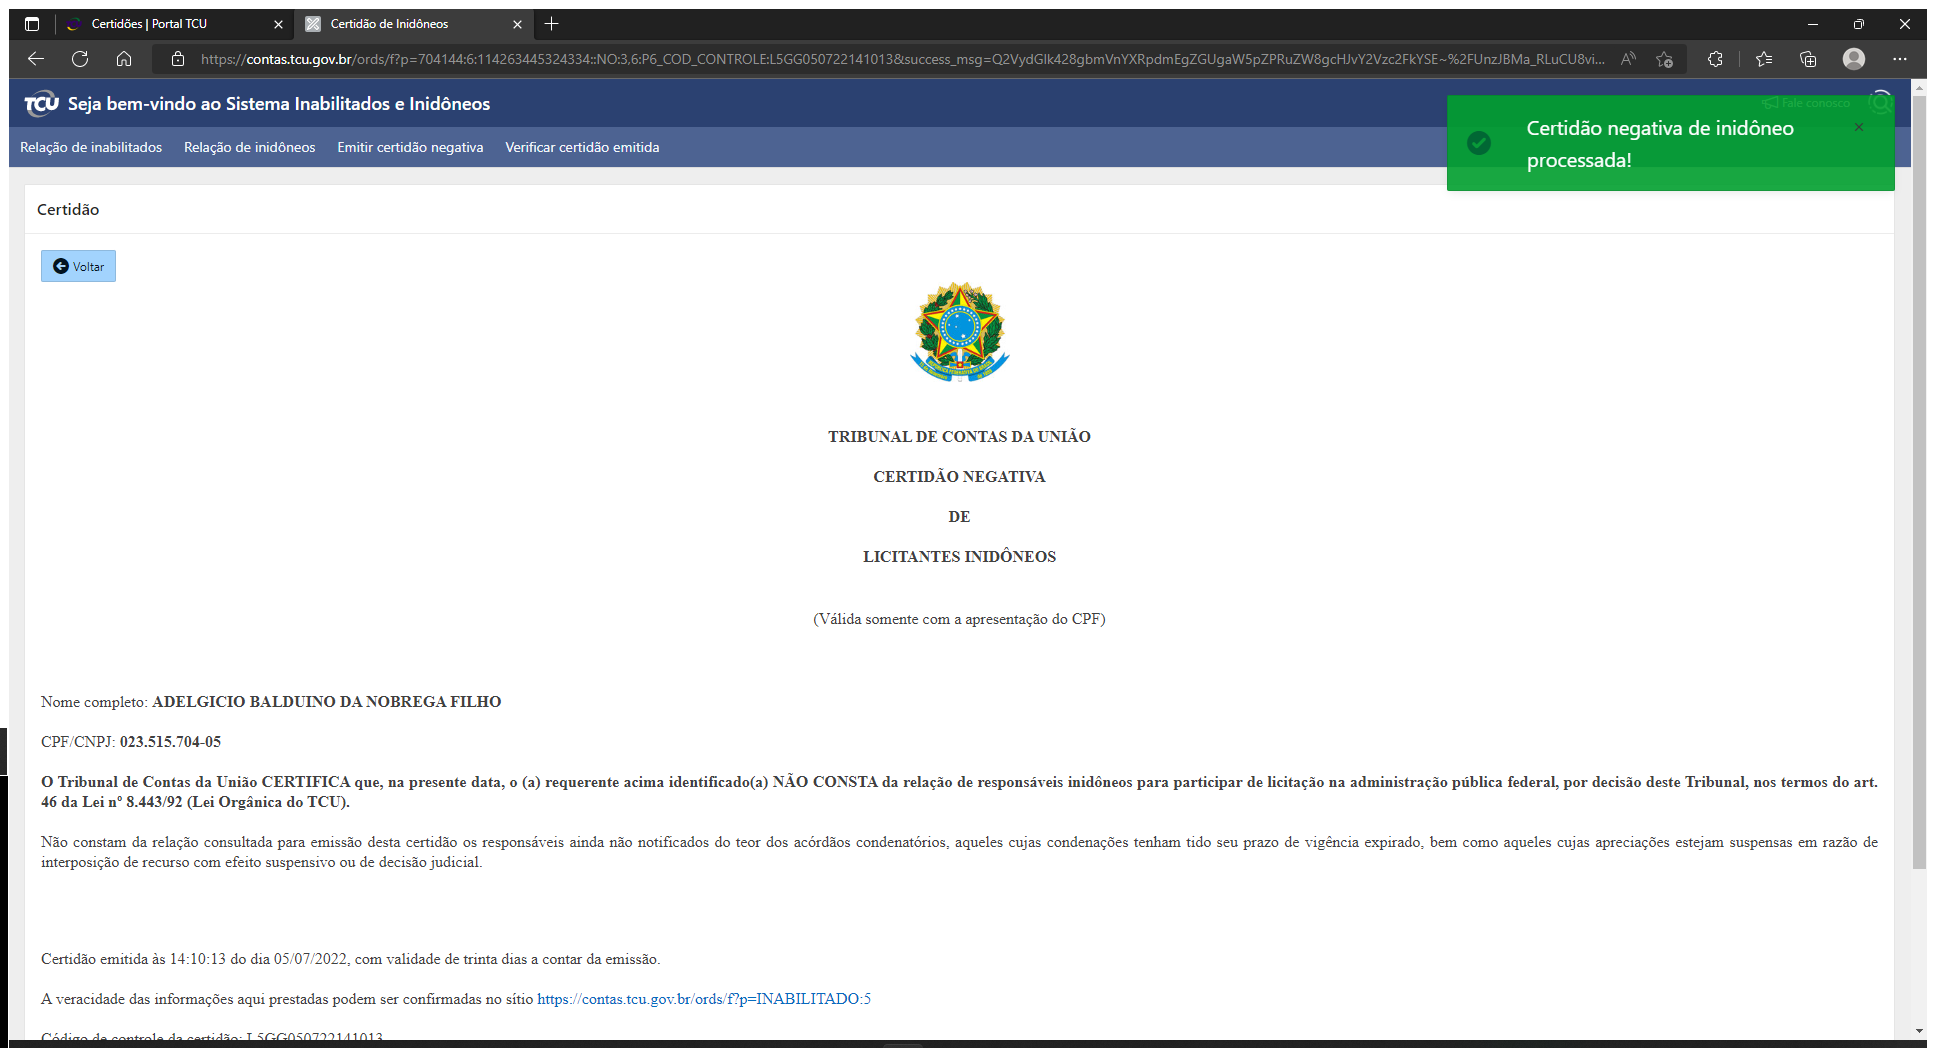 Certidões | Portal TCU
Certidão de Inidôneos
https://contas.tcu.gov.br/ords/f?p=704144:6:114263445324334::NO:3,6:P6_COD_CONTROLE:L5GG050722141013&success_msg=Q2VydGlk428gbmVnYXRpdmEgZGUgaW5pZPRuZW8gcHJvY2Vzc2FkYSE~%2FUnzJBMa_RLuCU8vi...
TCU Seja bem-vindo ao Sistema Inabilitados e Inidôneos
Fale conosco
Relação de inabilitados Relação de inidôneos Emitir certidão negativa Verificar certidão emitida
Certidão negativa de inidôneo
processada!
Certidão
Voltar
TRIBUNAL DE CONTAS DA UNIÃO
CERTIDÃO NEGATIVA
DE
LICITANTES INIDÔNEOS
(Válida somente com a apresentação do CPF)
Nome completo: ADELGICIO BALDUINO DA NOBREGA FILHO
CPF/CNPJ: 023.515.704-05
O Tribunal de Contas da União CERTIFICA que, na presente data, o (a) requerente acima identificado(a) NÃO CONSTA da relação de responsáveis inidôneos para participar de licitação na administração pública federal, por decisão deste Tribunal, nos termos do art.
46 da Lei nº 8.443/92 (Lei Orgânica do TCU).
Não constam da relação consultada para emissão desta certidão os responsáveis ainda não notificados do teor dos acórdãos condenatórios, aqueles cujas condenações tenham tido seu prazo de vigência expirado, bem como aqueles cujas apreciações estejam suspensas em razão de
interposição de recurso com efeito suspensivo ou de decisão judicial.
Certidão emitida às 14:10:13 do dia 05/07/2022, com validade de trinta dias a contar da emissão.
A veracidade das informações aqui prestadas podem ser confirmadas no sítio https://contas.tcu.gov.br/ords/f?p=INABILITADO:5
Código de controle da certidão: L5GG050722141013